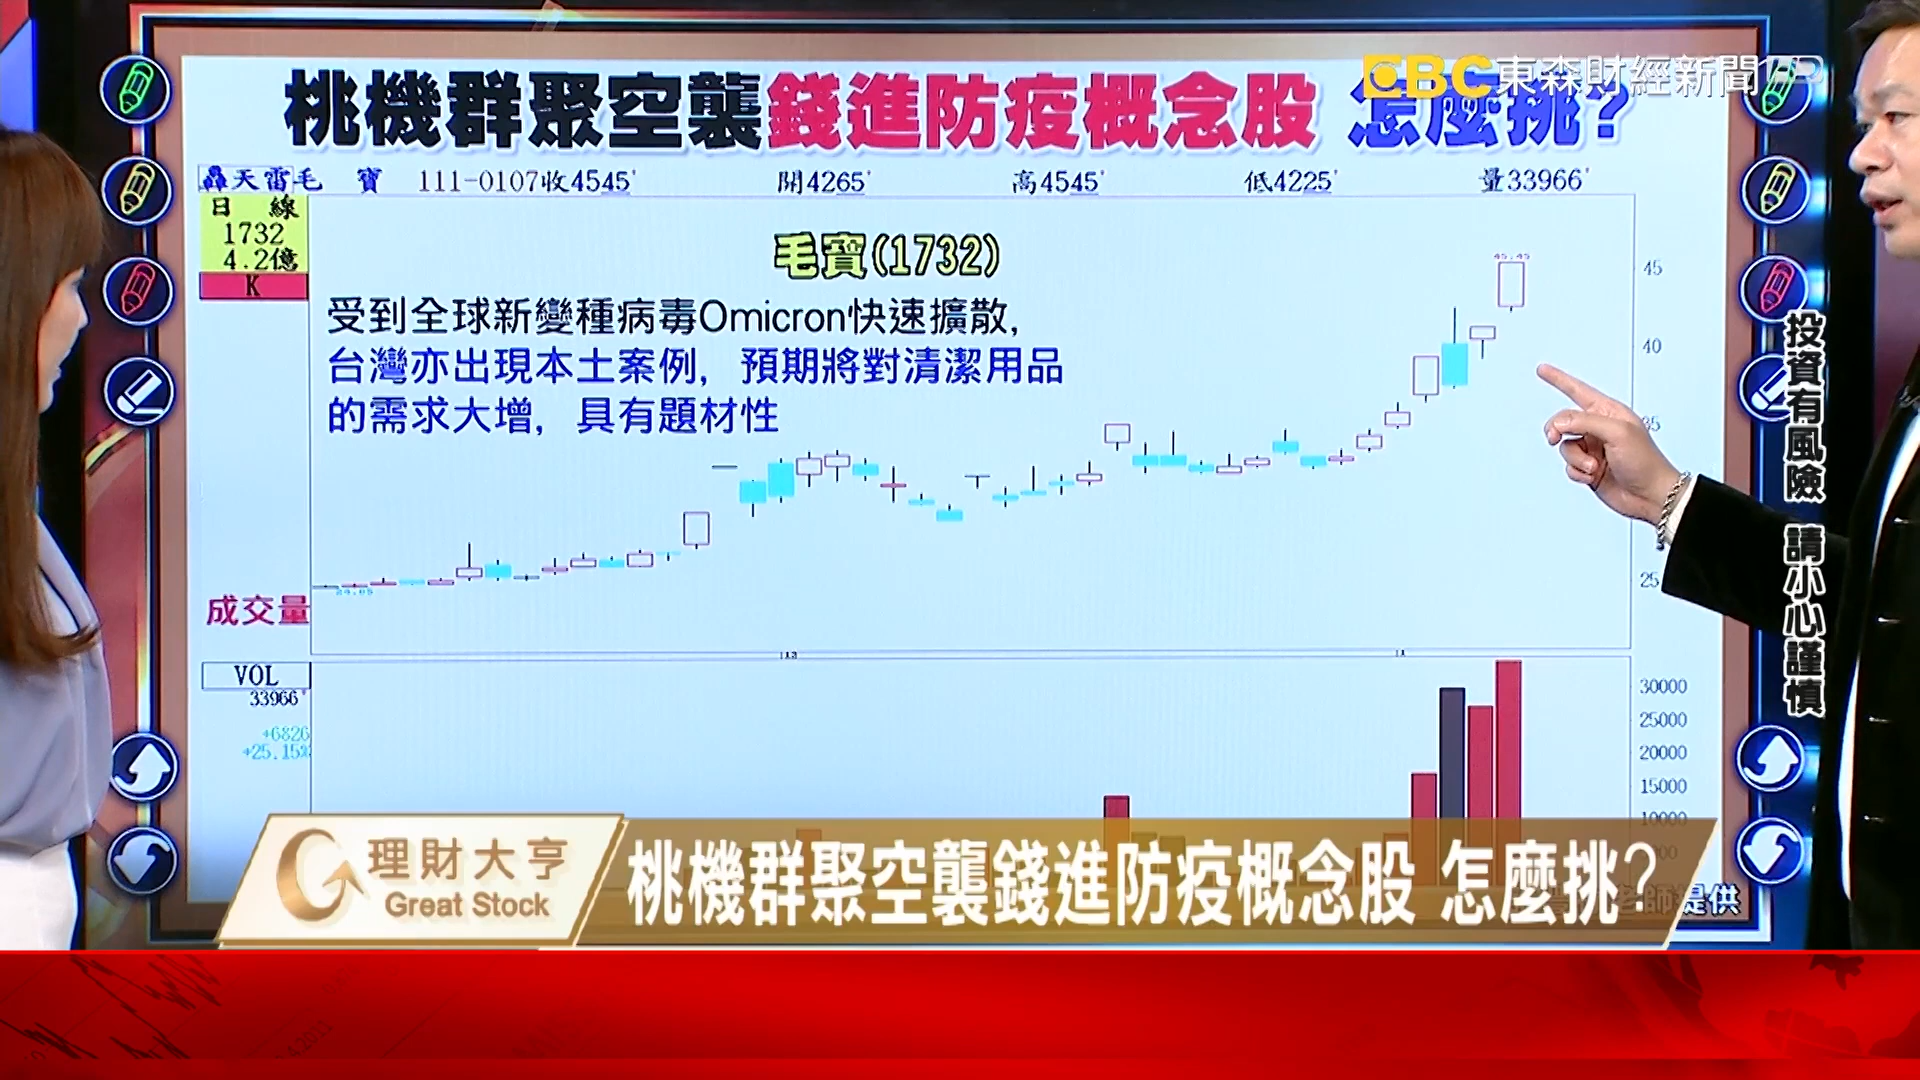 EBC 東森財經新聞
桃機群聚空襲錢進防疫概念股 怎麼挑?
天雷毛 寶 111-0107收4545' 開4265' 高4545' 低4225' 量33966'
日 線
1732
4.2億
K
毛寶(1732)
受到全球新變種病毒Omicron快速擴散,
台灣亦出現本土案例, 預期將對清潔用品
的需求大增, 具有題材性
45.45
45
40
35
25
成交量
13
VOL
33966'
+6826
+25.15%
30000
25000
20000
15000
10000
投資有風險 請小心謹慎
理財大亨
Great Stock
桃機群聚空襲錢進防疫概念股 怎麼挑?
提供